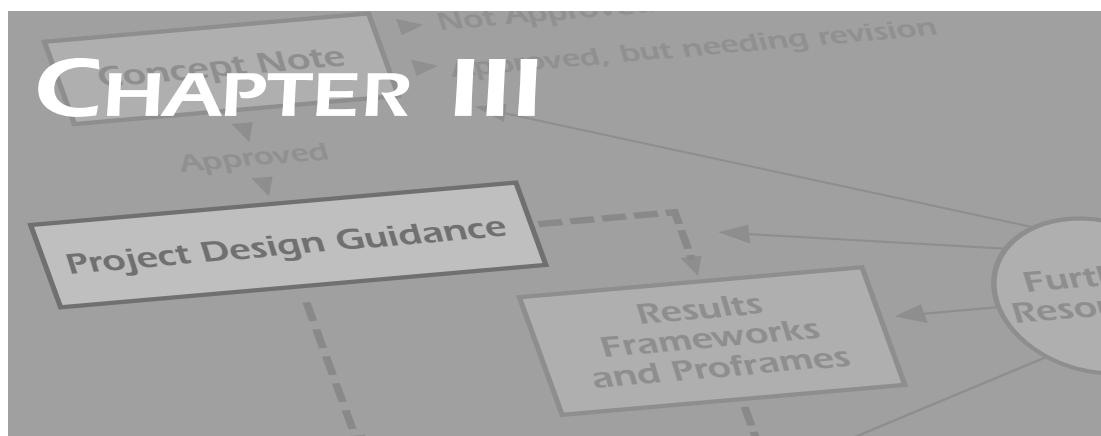 Not Approved
Approved, but needing revision
Concept Note
CHAPTER III
Approved
Project Design Guidance
Results
Frameworks
and Proframes